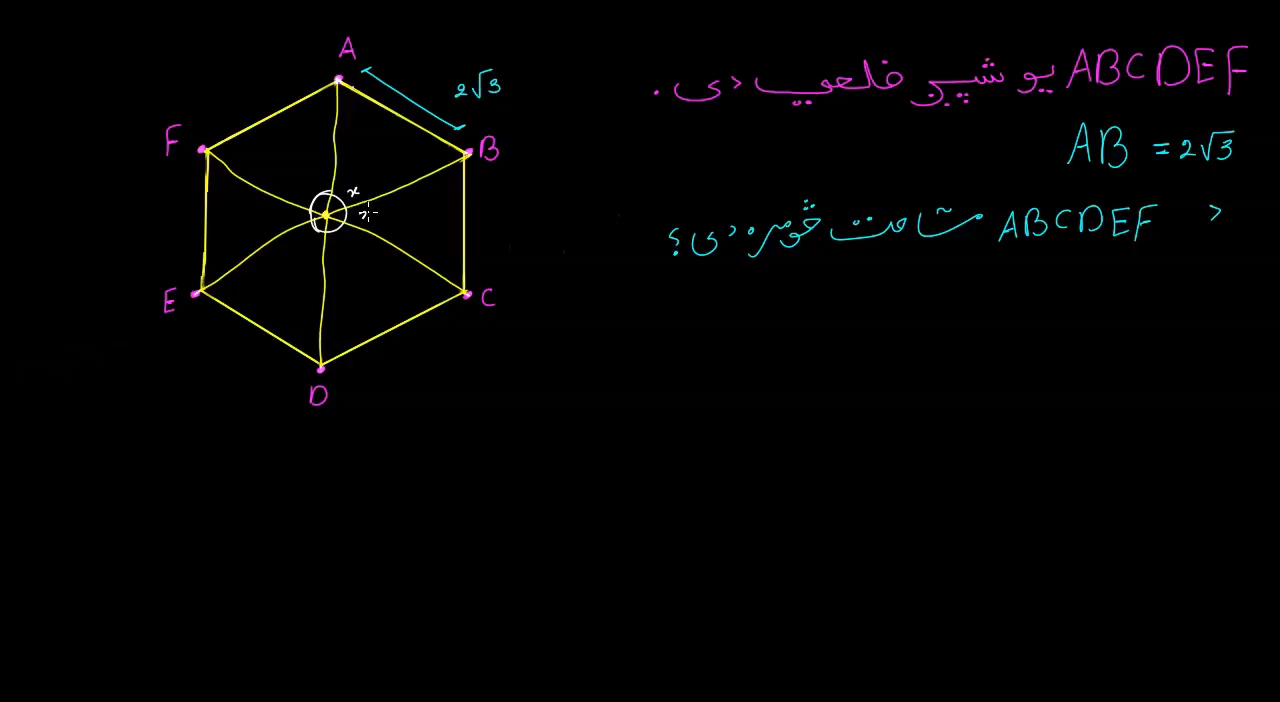 A
2√3
F
B
x
E
C
D
ABCDEF یو شپږ ضلعي دی.
AB = 2√3
د ABCDEF مساحت څومره دی؟